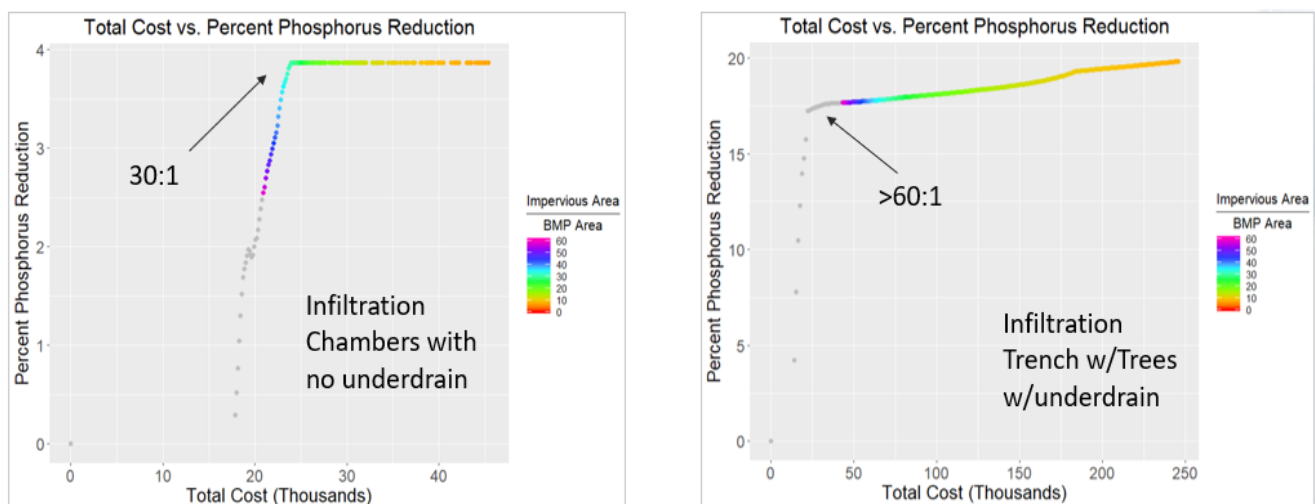 Total Cost vs. Percent Phosphorus Reduction
Percent Phosphorus Reduction
4
3
2
1
0
30:1
Infiltration
Chambers with
no underdrain
0
10
20
30
40
Total Cost (Thousands)
Impervious Area
BMP Area
60
50
40
30
20
10
0
Total Cost vs. Percent Phosphorus Reduction
Percent Phosphorus Reduction
20
15
10
5
0
>60:1
Infiltration
Trench w/Trees
w/underdrain
0
50
100
150
200
250
Total Cost (Thousands)
Impervious Area
BMP Area
60
50
40
30
20
10
0